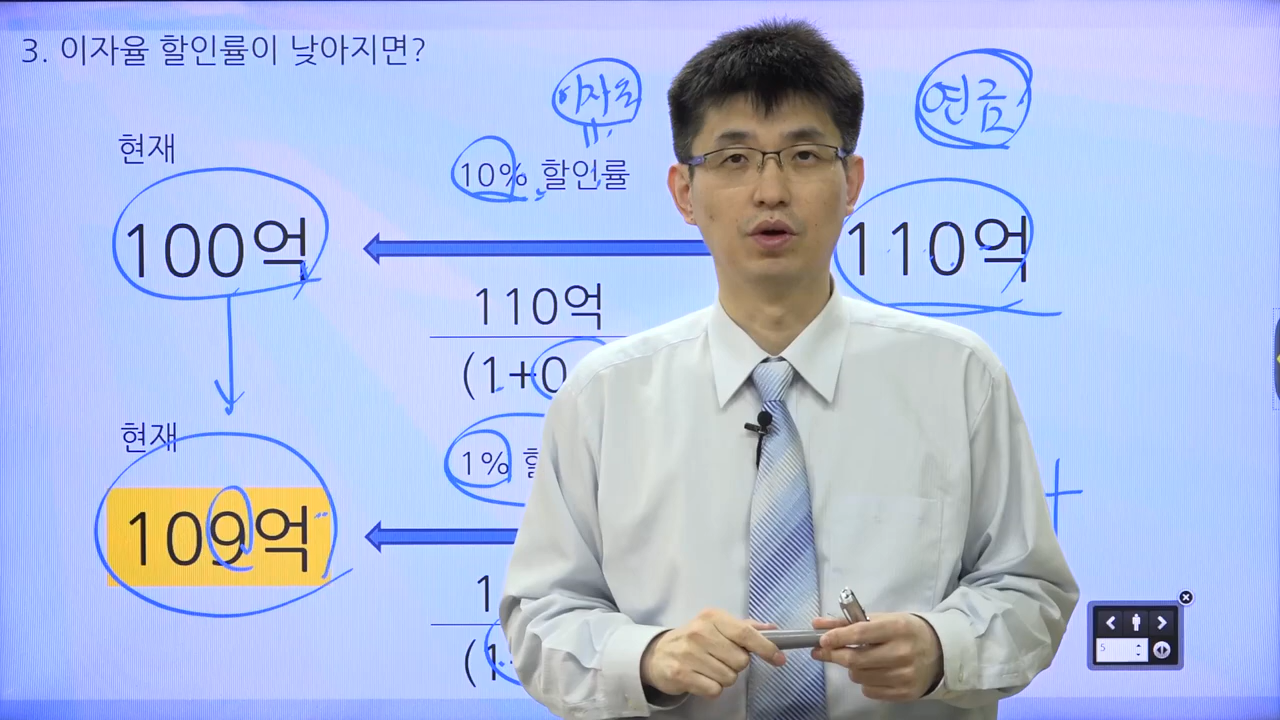 3. 이자율 할인률이 낮아지면?
이자율
연금
현재
10% 할인률
100억
110억
110억
(1+0
현재
1%
109억
1
(1
5